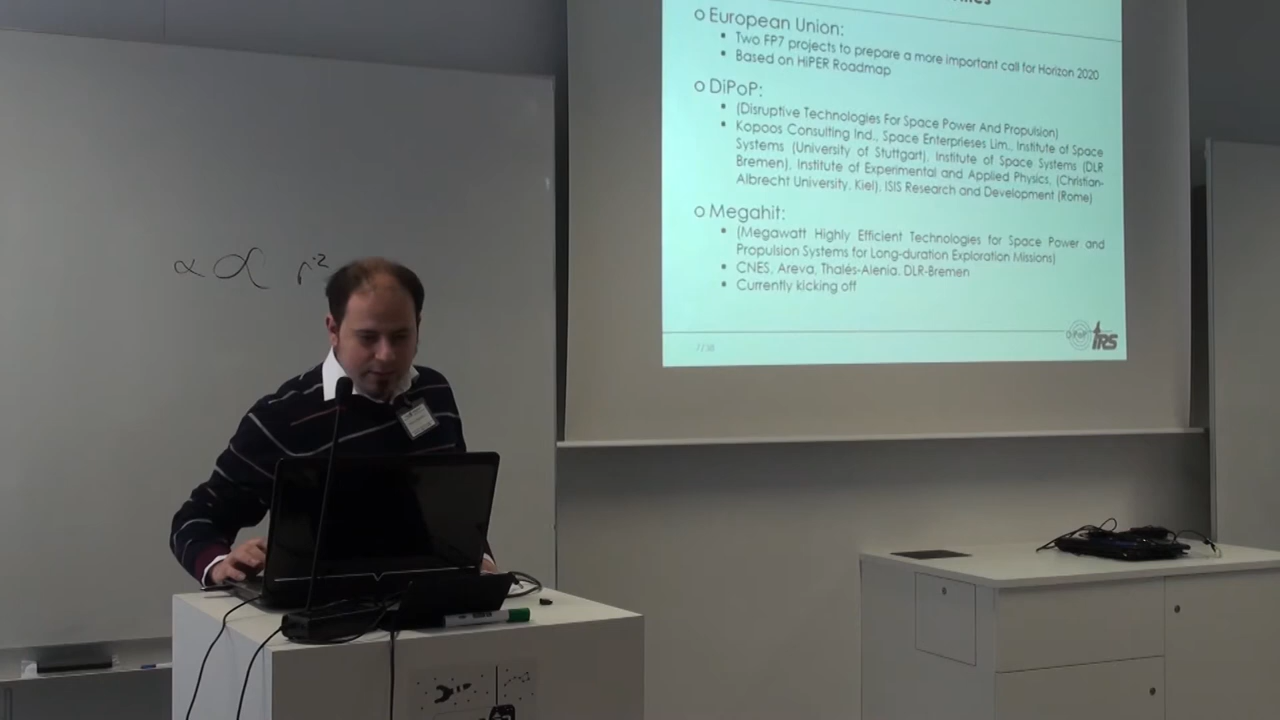 o European Union:
• Two FP7 projects to prepare a more important call for Horizon 2020
• Based on HiPER Roadmap
o DiPoP:
• (Disruptive Technologies For Space Power And Propulsion)
• Kopoos Consulting Ind., Space Enterprieses Lim., Institute of Space
Systems (University of Stuttgart), Institute of Space Systems (DLR
Bremen), Institute of Experimental and Applied Physics, (Christian-
Albrecht University, Kiel), ISIS Research and Development (Rome)
o Megahit:
• (Megawatt Highly Efficient Technologies for Space Power and
Propulsion Systems for Long-duration Exploration Missions)
• CNES, Areva, Thalés-Alenia, DLR-Bremen
• Currently kicking off
DiPoP IRS
∝ ∝ r^-2